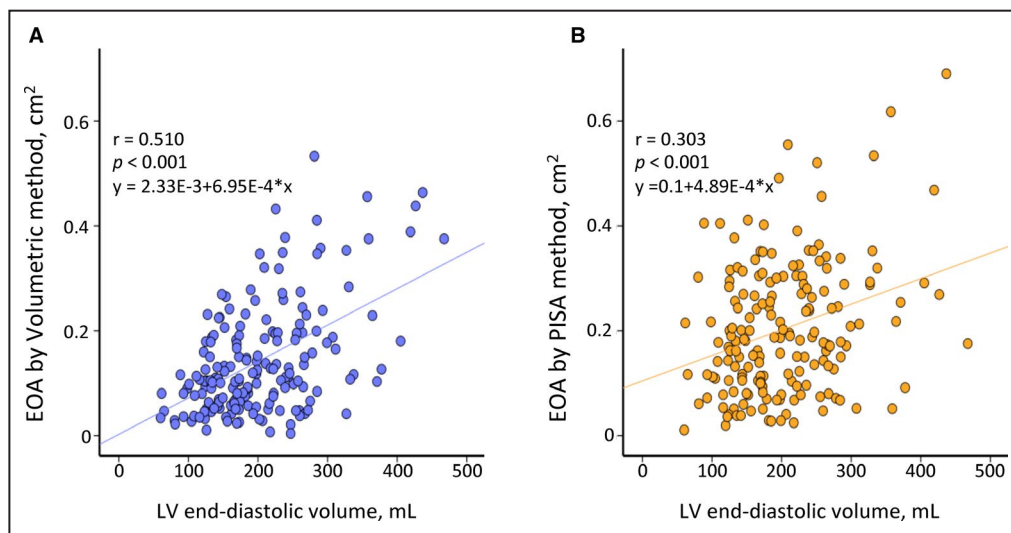 A
EOA by Volumetric method, cm²
0.6
0.4
0.2
0
r = 0.510
p < 0.001
y = 2.33E-3+6.95E-4*x
0
100
200
300
400
500
LV end-diastolic volume, mL
B
EOA by PISA method, cm²
0.6
0.4
0.2
0
r = 0.303
p < 0.001
y =0.1+4.89E-4*x
0
100
200
300
400
500
LV end-diastolic volume, mL